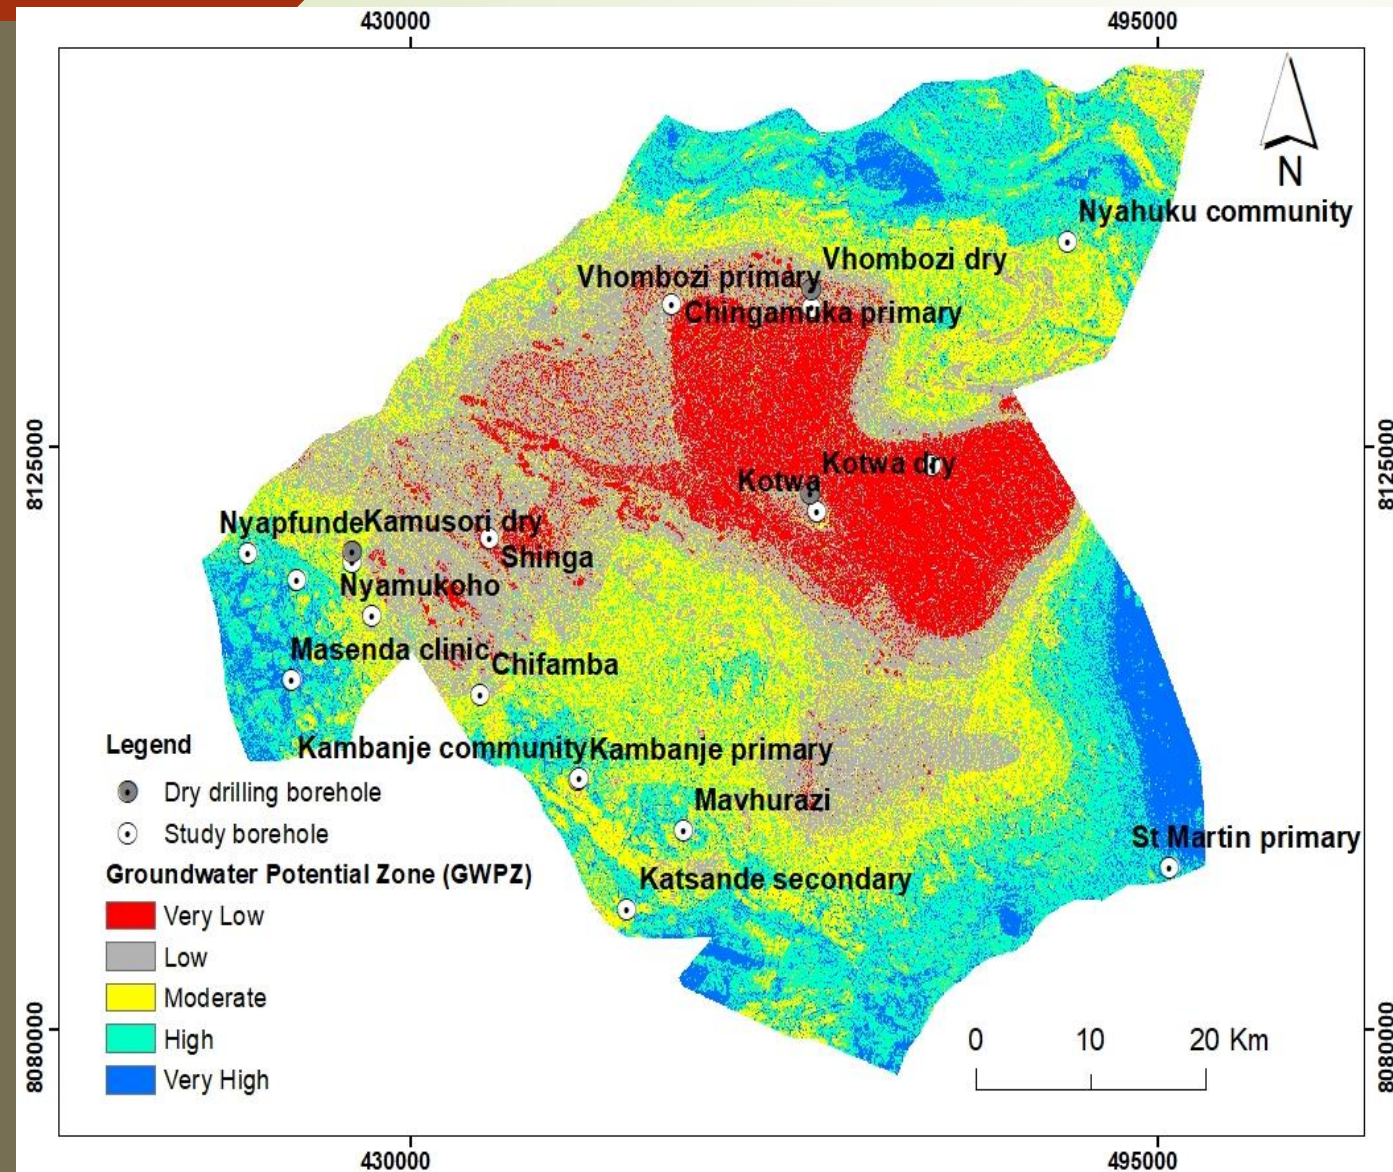 430000 495000
N
Nyahuku community
Vhombozi dry
Vhombozi primary
Chingamuka primary
8125000 8125000
Kotwa dry
Kotwa
Nyapfunde Kamusori dry
Shinga
Nyamukoho
Masenda clinic
Chifamba
Legend
Kambanje community Kambanje primary
Dry drilling borehole
Mavhurazi
Study borehole
St Martin primary
Groundwater Potential Zone (GWPZ)
Katsande secondary
Very Low
Low
Moderate
High
Very High
0 10 20 Km
8080000 8080000
430000 495000